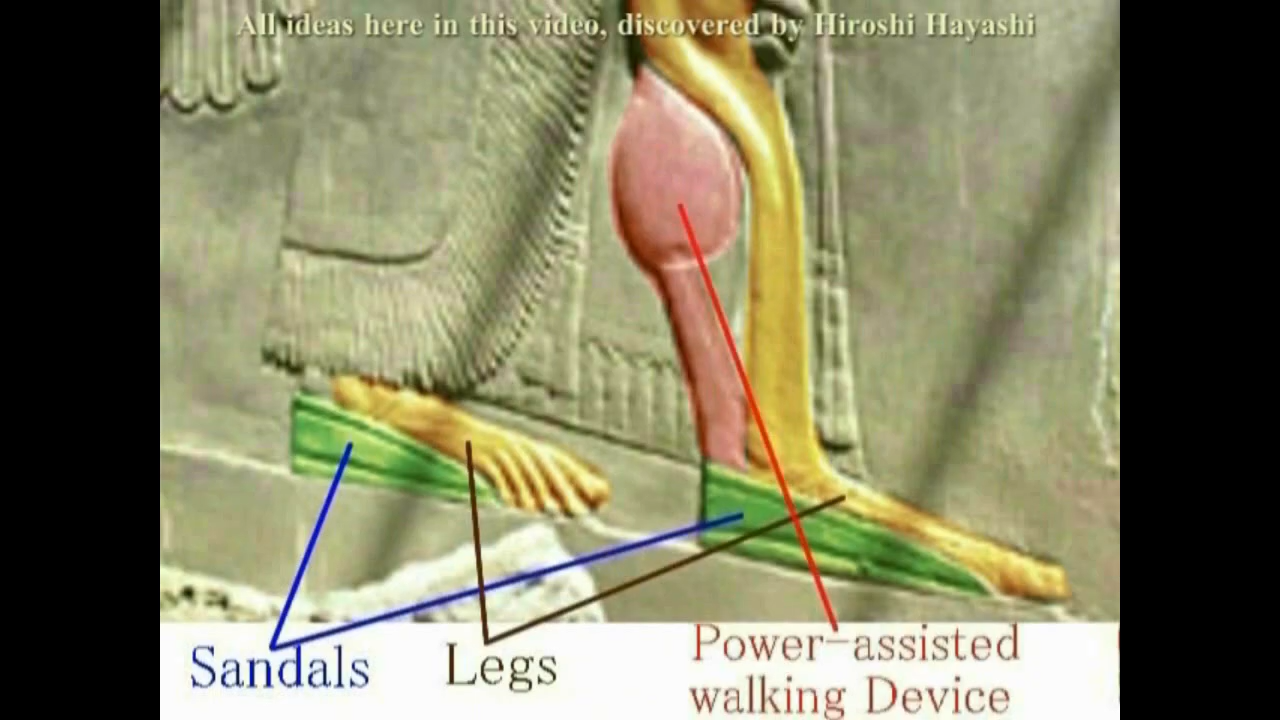 All ideas here in this video, discovered by Hiroshi Hayashi
Sandals
Legs
Power-assisted
walking Device